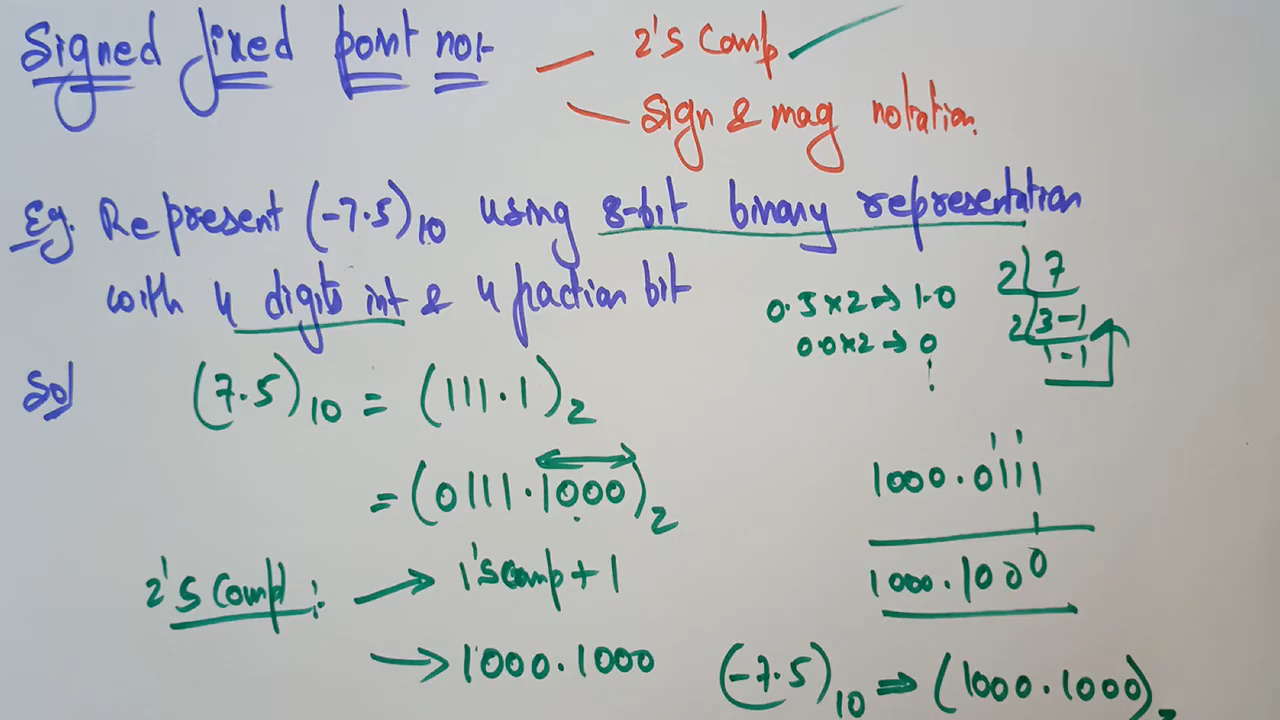 Signed fixed point no:
2's Comp
Sign & mag notation.
Eg. Represent (-7.5)10 using 8-bit binary representation
with 4 digits int & 4 fraction bit
0.5 x 2 → 1.0
0.0 x 2 → 0
2 7
2 3 - 1
1 - 1
Sol
(7.5)10 = (111.1)2
= (0111.1000)2
1 1
1000.0111
1
1000.1000
2's Comp :
→ 1's comp + 1
→ 1000.1000
(-7.5)10 ⇒ (1000.1000)2